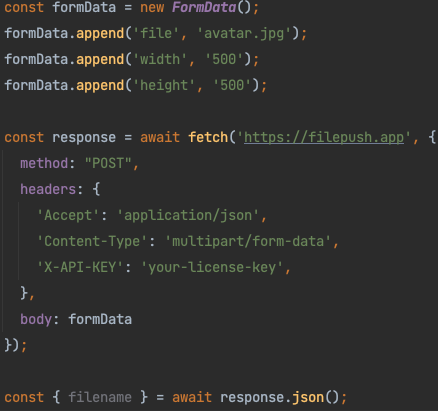 const formData = new FormData();
formData.append('file', 'avatar.jpg');
formData.append('width', '500');
formData.append('height', '500');

const response = await fetch('https://filepush.app', {
  method: "POST",
  headers: {
    'Accept': 'application/json',
    'Content-Type': 'multipart/form-data',
    'X-API-KEY': 'your-license-key',
  },
  body: formData
});

const { filename } = await response.json();